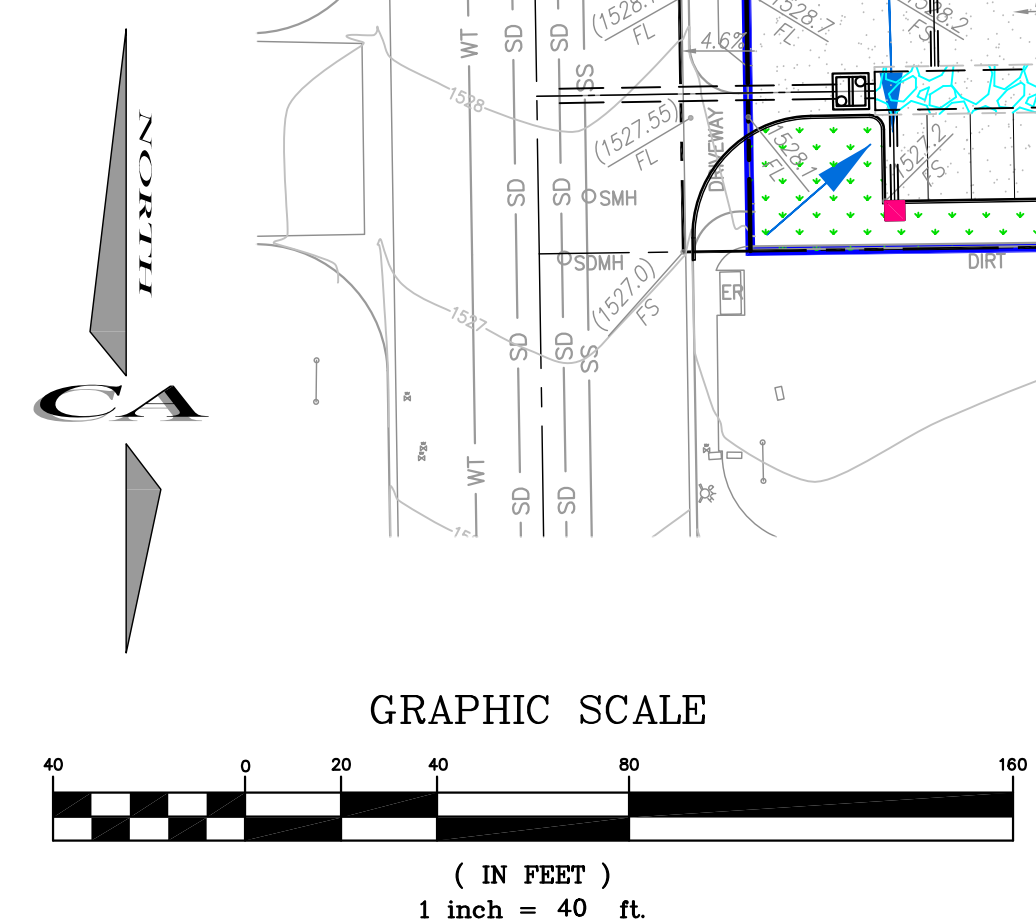 WT
SD
SD
SS
FL
1528.7
FL
1528.2
FS
4.6%
1528
(1527.55)
FL
DRIVEWAY
1528.1
FL
1527.2
FS
NORTH
SD
SD
SMH
SDMH
(1527.0)
FS
DIRT
ER
1527
SD
SD
SS
CA
WT
SD
SD
GRAPHIC SCALE
40 0 20 40 80 160
( IN FEET )
1 inch = 40 ft.